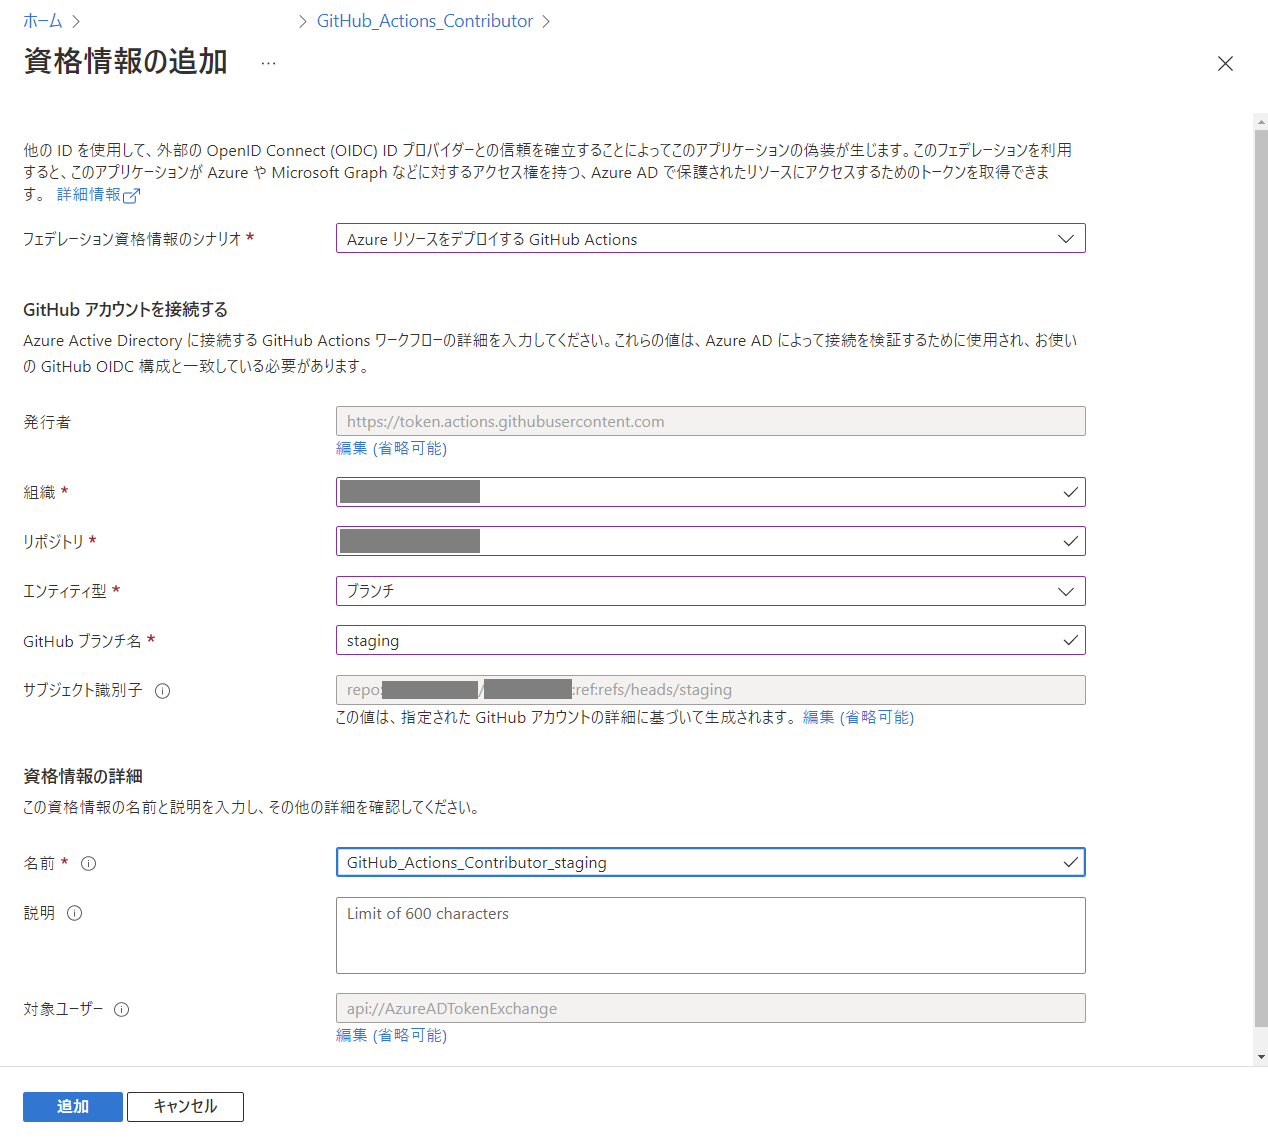 ホーム > > GitHub_Actions_Contributor >
資格情報の追加 …
他の ID を使用して、外部の OpenID Connect (OIDC) ID プロバイダーとの信頼を確立することによってこのアプリケーションの偽装が生じます。このフェデレーションを利用
すると、このアプリケーションが Azure や Microsoft Graph などに対するアクセス権を持つ、Azure AD で保護されたリソースにアクセスするためのトークンを取得できま
す。 詳細情報
フェデレーション資格情報のシナリオ * Azure リソースをデプロイする GitHub Actions
GitHub アカウントを接続する
Azure Active Directory に接続する GitHub Actions ワークフローの詳細を入力してください。これらの値は、Azure AD によって接続を検証するために使用され、お使い
の GitHub OIDC 構成と一致している必要があります。
発行者 https://token.actions.githubusercontent.com
編集 (省略可能)
組織 *
リポジトリ *
エンティティ型 * ブランチ
GitHub ブランチ名 * staging
サブジェクト識別子 repo: / :ref:refs/heads/staging
この値は、指定された GitHub アカウントの詳細に基づいて生成されます。 編集 (省略可能)
資格情報の詳細
この資格情報の名前と説明を入力し、その他の詳細を確認してください。
名前 * GitHub_Actions_Contributor_staging
説明 Limit of 600 characters
対象ユーザー api://AzureADTokenExchange
編集 (省略可能)
追加 キャンセル